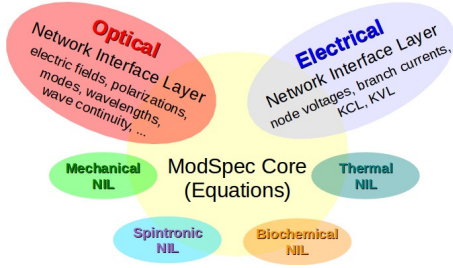 Optical
Network Interface Layer
electric fields, polarizations,
modes, wavelengths,
wave continuity, ...
Electrical
Network Interface Layer
node voltages, branch currents,
KCL, KVL
ModSpec Core
(Equations)
Mechanical
NIL
Thermal
NIL
Spintronic
NIL
Biochemical
NIL